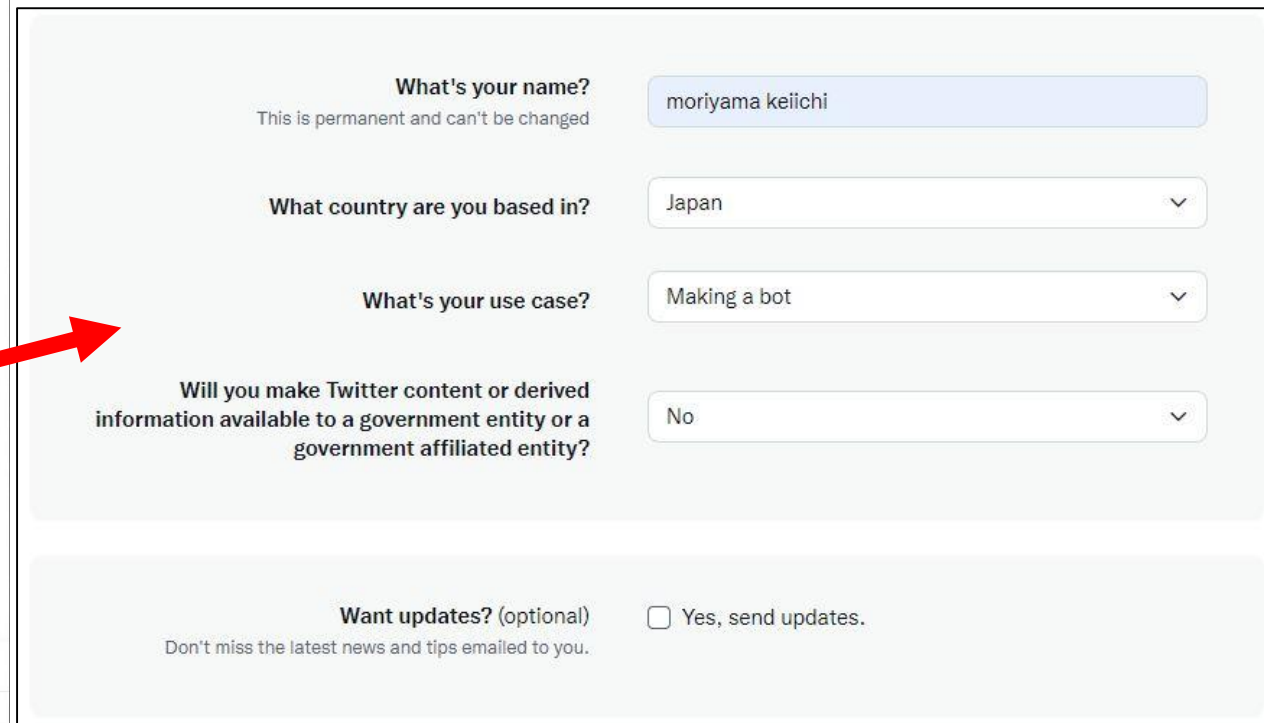 What's your name?
moriyama keiichi
This is permanent and can't be changed
What country are you based in?
Japan
What's your use case?
Making a bot
Will you make Twitter content or derived
information available to a government entity or a
government affiliated entity?
No
Want updates? (optional)
Yes, send updates.
Don't miss the latest news and tips emailed to you.